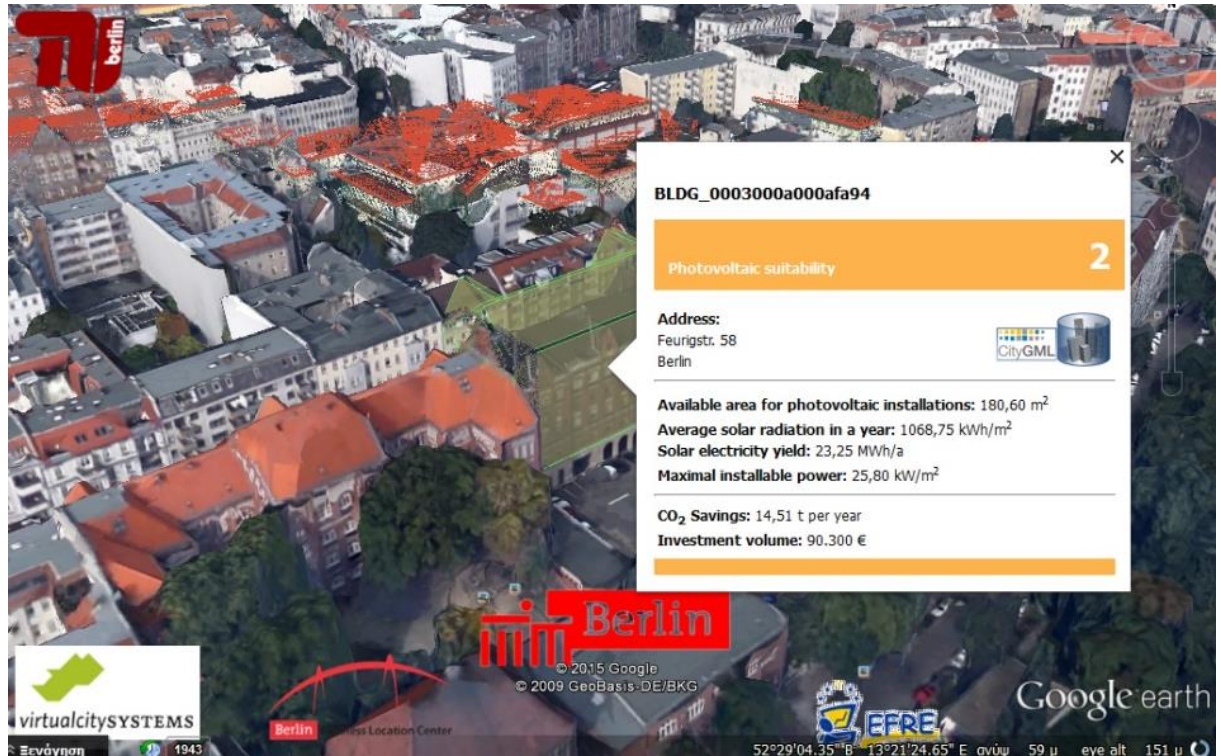 berlin
BLDG_0003000a000afa94
Photovoltaic suitability 2
Address:
Feurigstr. 58
Berlin
CityGML
Available area for photovoltaic installations: 180,60 m²
Average solar radiation in a year: 1068,75 kWh/m²
Solar electricity yield: 23,25 MWh/a
Maximal installable power: 25,80 kW/m²
CO₂ Savings: 14,51 t per year
Investment volume: 90.300 €
Berlin
© 2015 Google
© 2009 GeoBasis-DE/BKG
virtualcitySYSTEMS
Berlin ess Location Center
EFRE
Google earth
Ξενάγηση 1943
52°29'04.35" Β 13°21'24.65" Ε ανύψ 59 μ eye alt 151 μ